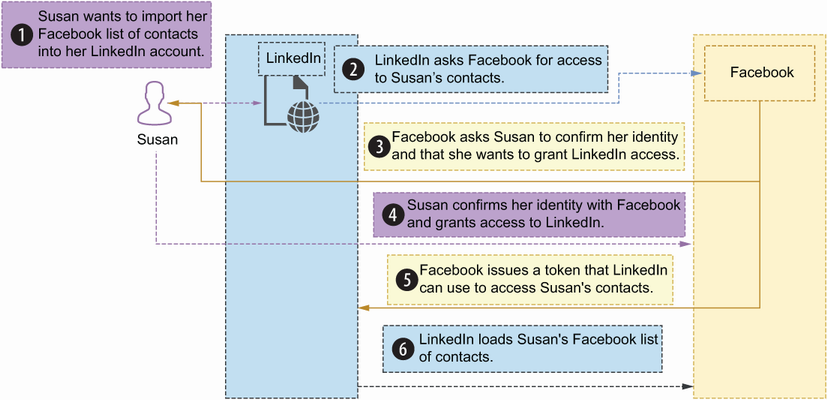 1 Susan wants to import her
Facebook list of contacts
into her LinkedIn account.
LinkedIn
2 LinkedIn asks Facebook for access
to Susan's contacts.
Facebook
Susan
3 Facebook asks Susan to confirm her identity
and that she wants to grant LinkedIn access.
4 Susan confirms her identity with Facebook
and grants access to LinkedIn.
5 Facebook issues a token that LinkedIn
can use to access Susan's contacts.
6 LinkedIn loads Susan's Facebook list
of contacts.